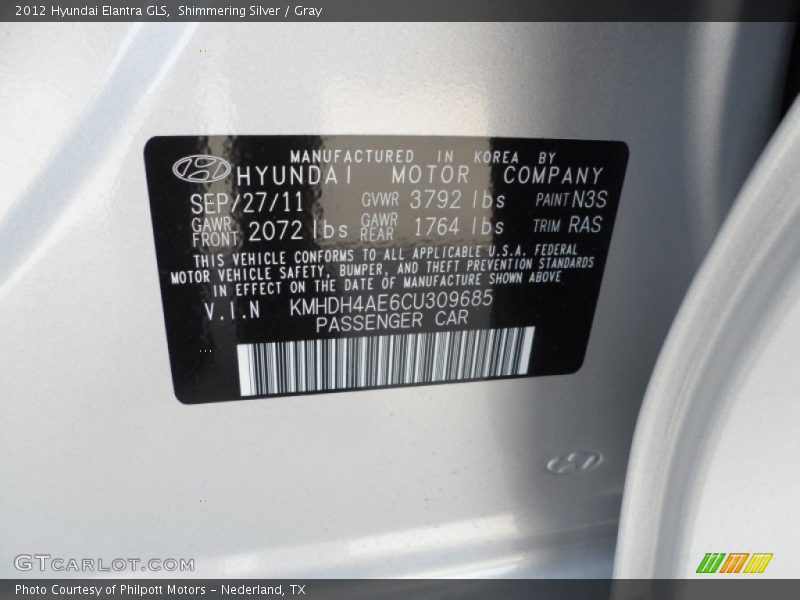 2012 Hyundai Elantra GLS,  Shimmering Silver / Gray
MANUFACTURED IN KOREA BY
HYUNDAI MOTOR COMPANY
SEP/27/11 GVWR 3792 lbs PAINT N3S
GAWR FRONT 2072 lbs GAWR REAR 1764 lbs TRIM RAS
THIS VEHICLE CONFORMS TO ALL APPLICABLE U.S.A. FEDERAL
MOTOR VEHICLE SAFETY, BUMPER, AND THEFT PREVENTION STANDARDS
IN EFFECT ON THE DATE OF MANUFACTURE SHOWN ABOVE
V.I.N KMHDH4AE6CU309685
PASSENGER CAR
GTCARLOT.COM
Photo Courtesy of Philpott Motors - Nederland, TX